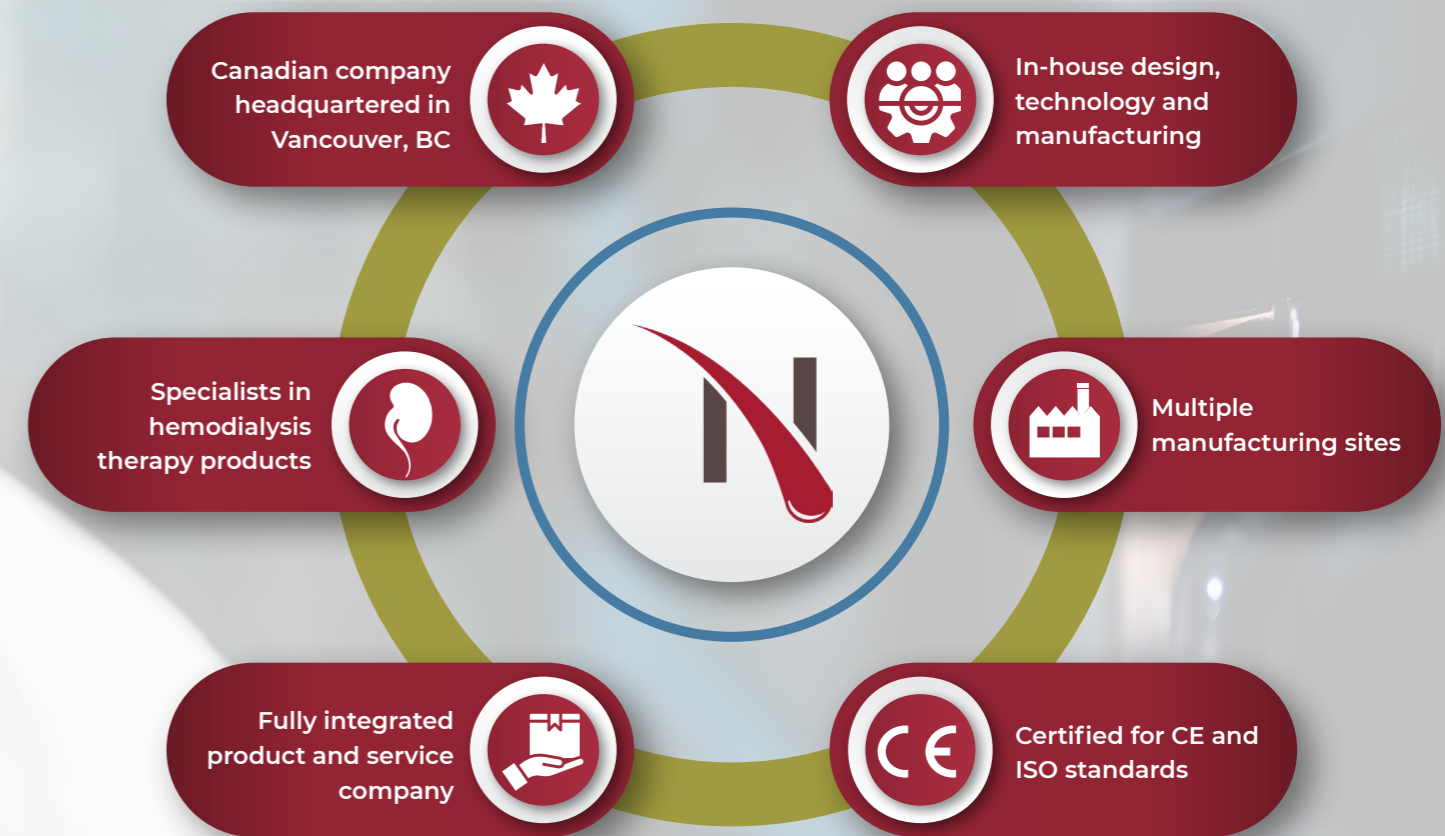 Canadian company
headquartered in
Vancouver, BC
In-house design,
technology and
manufacturing
Specialists in
hemodialysis
therapy products
N
Multiple
manufacturing sites
Fully integrated
product and service
company
CE
Certified for CE and
ISO standards